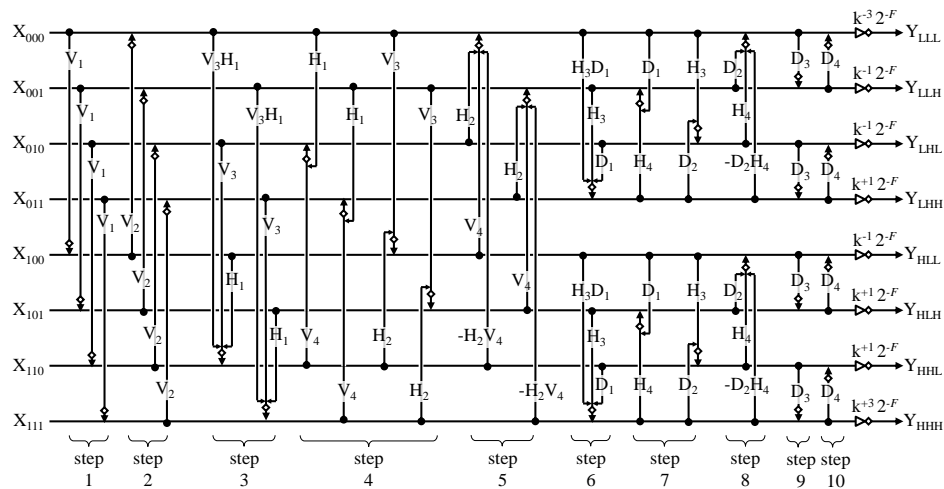 k-3 2-F
X000 YLLL
V1 V3H1 H1 V3 H3D1 D1 H3 D2 D3 D4
k-1 2-F
X001 YLLH
V1 V3H1 H1 V3 H2 H3 H4
k-1 2-F
X010 YLHL
V1 V3 H2 D1 H4 D2 -D2H4 D3 D4
k+1 2-F
X011 YLHH
V1 V2 V3 V4
k-1 2-F
X100 YHLL
V2 H1 V4 H3D1 D1 H3 D2 D3 D4
k+1 2-F
X101 YHLH
V2 H1 V4 H2 -H2V4 H3 H4
k+1 2-F
X110 YHHL
V2 V4 H2 -H2V4 D1 H4 D2 -D2H4 D3 D4
k+3 2-F
X111 YHHH
step step step step step step step step step step
1 2 3 4 5 6 7 8 9 10